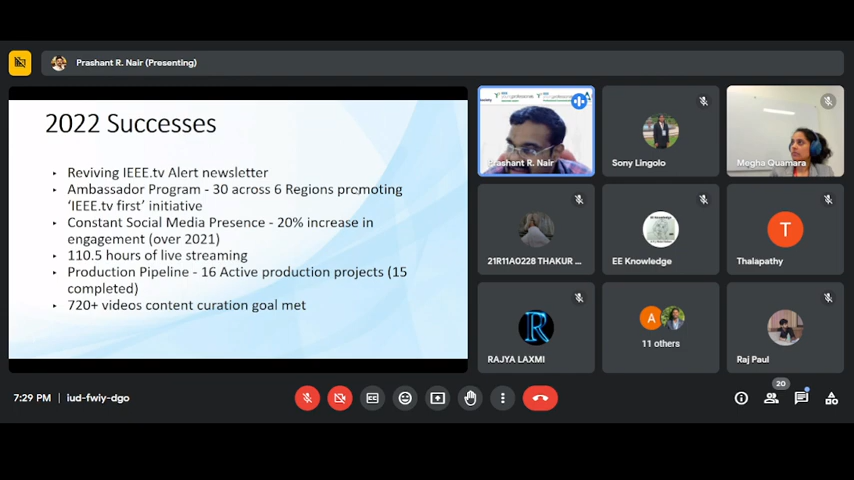 Prashant R. Nair (Presenting)
2022 Successes
Reviving IEEE.tv Alert newsletter
Ambassador Program - 30 across 6 Regions promoting
‘IEEE.tv first’ initiative
Constant Social Media Presence - 20% increase in
engagement (over 2021)
110.5 hours of live streaming
Production Pipeline - 16 Active production projects (15
completed)
720+ videos content curation goal met
Prashant R. Nair
Sony Lingolo
Megha Quamara
21R11A0228 THAKUR ...
EE Knowledge
T
Thalapathy
R
RAJYA LAXMI
A
11 others
Raj Paul
7:29 PM | iud-fwiy-dgo
20